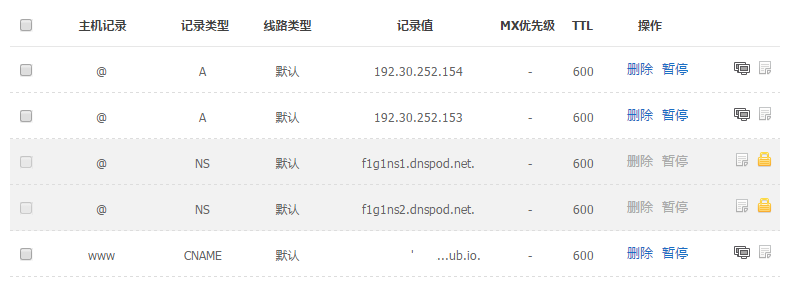 主机记录 记录类型 线路类型 记录值 MX优先级 TTL 操作
@ A 默认 192.30.252.154 - 600 删除 暂停
@ A 默认 192.30.252.153 - 600 删除 暂停
@ NS 默认 f1g1ns1.dnspod.net. - 600 删除 暂停
@ NS 默认 f1g1ns2.dnspod.net. - 600 删除 暂停
www CNAME 默认 ...ub.io. - 600 删除 暂停